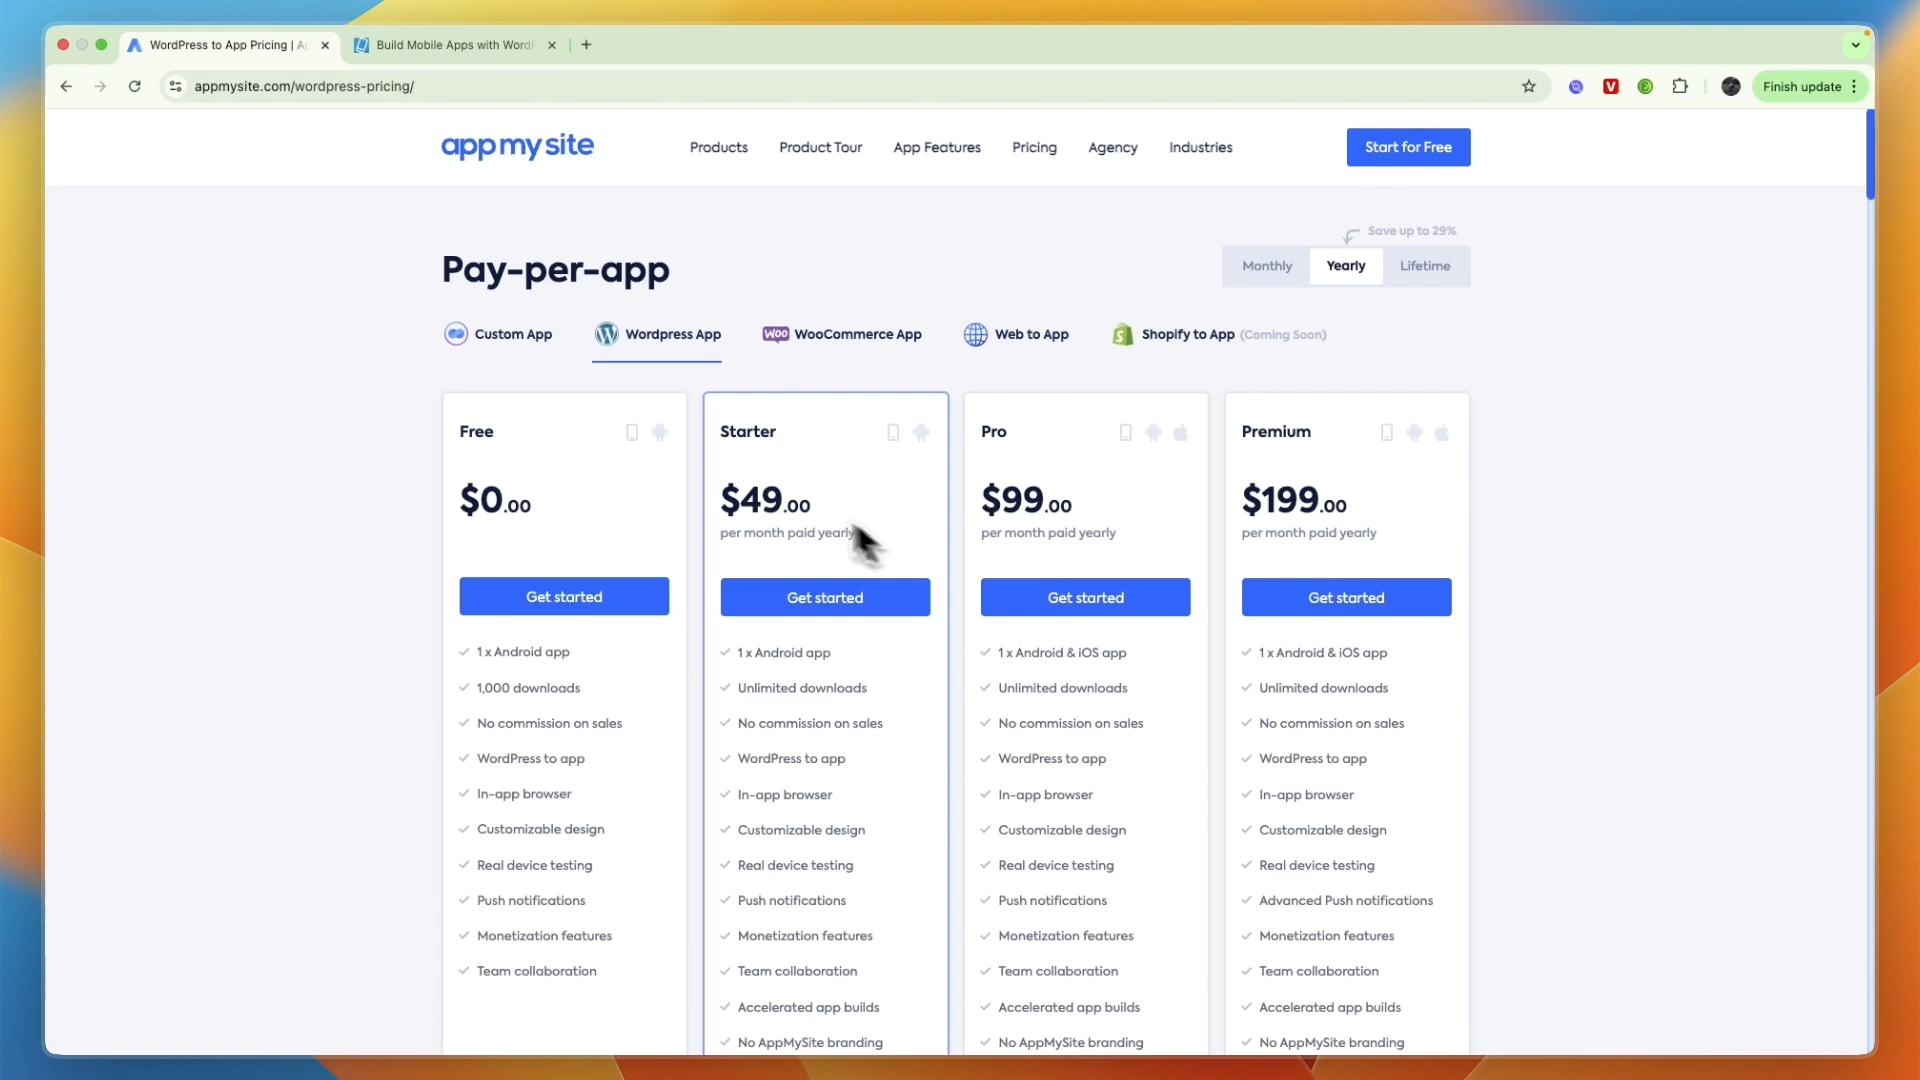 WordPress to App Pricing | A
Build Mobile Apps with Word
appmysite.com/wordpress-pricing/
Finish update
app my site
Products
Product Tour
App Features
Pricing
Agency
Industries
Start for Free
Save up to 29%
Pay-per-app
Monthly
Yearly
Lifetime
Custom App
Wordpress App
WOO WooCommerce App
Web to App
Shopify to App (Coming Soon)
Free
$0.00
Get started
1 x Android app
1,000 downloads
No commission on sales
WordPress to app
In-app browser
Customizable design
Real device testing
Push notifications
Monetization features
Team collaboration
Starter
$49.00
per month paid yearly
Get started
1 x Android app
Unlimited downloads
No commission on sales
WordPress to app
In-app browser
Customizable design
Real device testing
Push notifications
Monetization features
Team collaboration
Accelerated app builds
No AppMySite branding
Pro
$99.00
per month paid yearly
Get started
1 x Android & iOS app
Unlimited downloads
No commission on sales
WordPress to app
In-app browser
Customizable design
Real device testing
Push notifications
Monetization features
Team collaboration
Accelerated app builds
No AppMySite branding
Premium
$199.00
per month paid yearly
Get started
1 x Android & iOS app
Unlimited downloads
No commission on sales
WordPress to app
In-app browser
Customizable design
Real device testing
Advanced Push notifications
Monetization features
Team collaboration
Accelerated app builds
No AppMySite branding